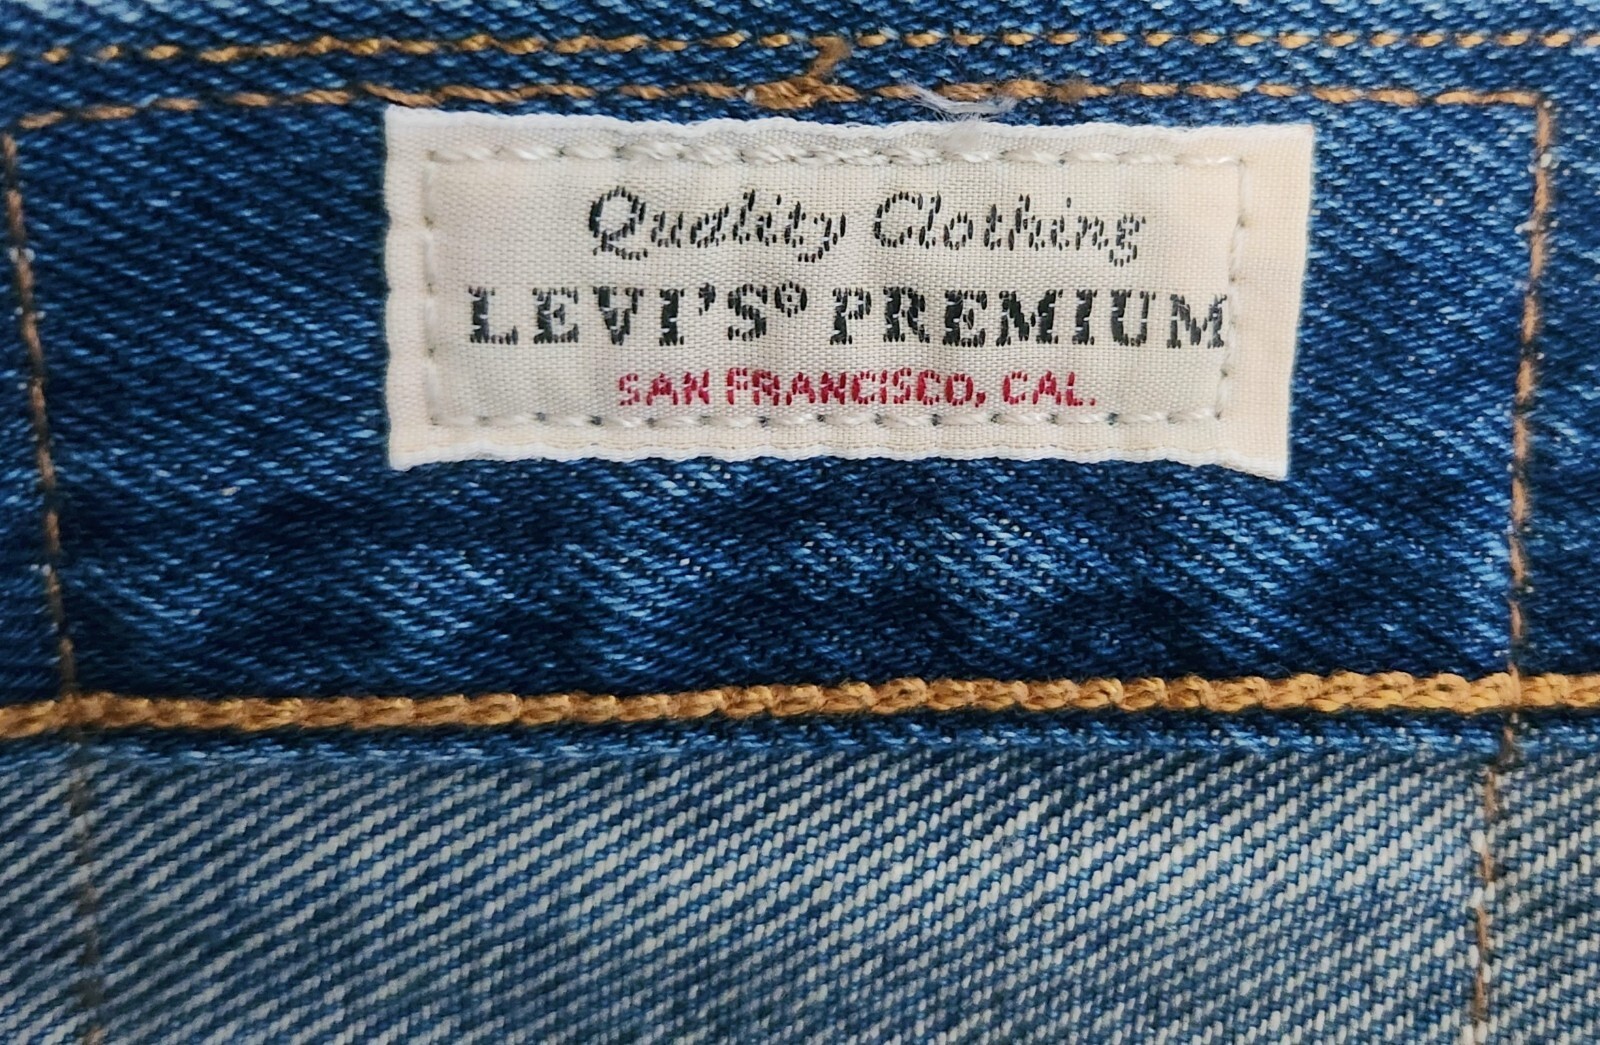 Quality Clothing
LEVI'S® PREMIUM
SAN FRANCISCO, CAL.